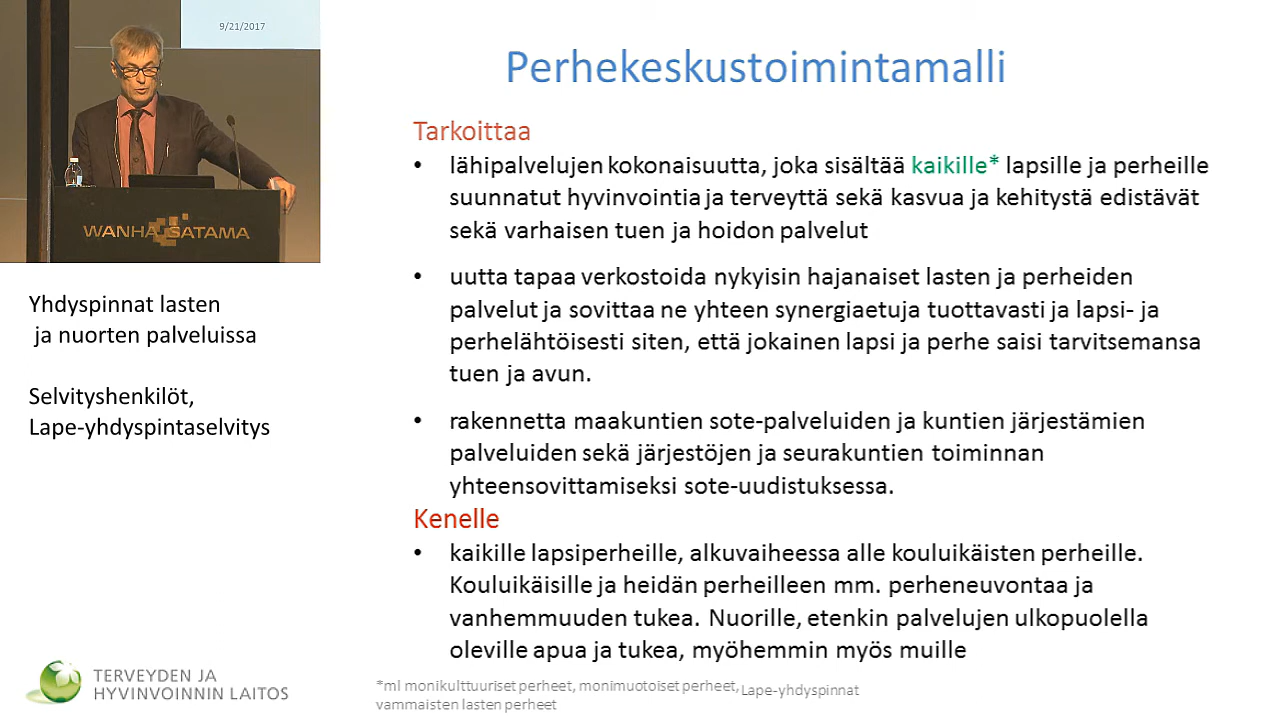 9/21/2017
WANHA SATAMA
Yhdyspinnat lasten
ja nuorten palveluissa
Selvityshenkilöt,
Lape-yhdyspintaselvitys
TERVEYDEN JA
HYVINVOINNIN LAITOS
Perhekeskustoimintamalli
Tarkoittaa
• lähipalvelujen kokonaisuutta, joka sisältää kaikille* lapsille ja perheille
suunnatut hyvinvointia ja terveyttä sekä kasvua ja kehitystä edistävät
sekä varhaisen tuen ja hoidon palvelut
• uutta tapaa verkostoida nykyisin hajanaiset lasten ja perheiden
palvelut ja sovittaa ne yhteen synergiaetuja tuottavasti ja lapsi- ja
perhelähtöisesti siten, että jokainen lapsi ja perhe saisi tarvitsemansa
tuen ja avun.
• rakennetta maakuntien sote-palveluiden ja kuntien järjestämien
palveluiden sekä järjestöjen ja seurakuntien toiminnan
yhteensovittamiseksi sote-uudistuksessa.
Kenelle
• kaikille lapsiperheille, alkuvaiheessa alle kouluikäisten perheille.
Kouluikäisille ja heidän perheilleen mm. perheneuvontaa ja
vanhemmuuden tukea. Nuorille, etenkin palvelujen ulkopuolella
oleville apua ja tukea, myöhemmin myös muille
*ml monikulttuuriset perheet, monimuotoiset perheet,
vammaisten lasten perheet
Lape-yhdyspinnat